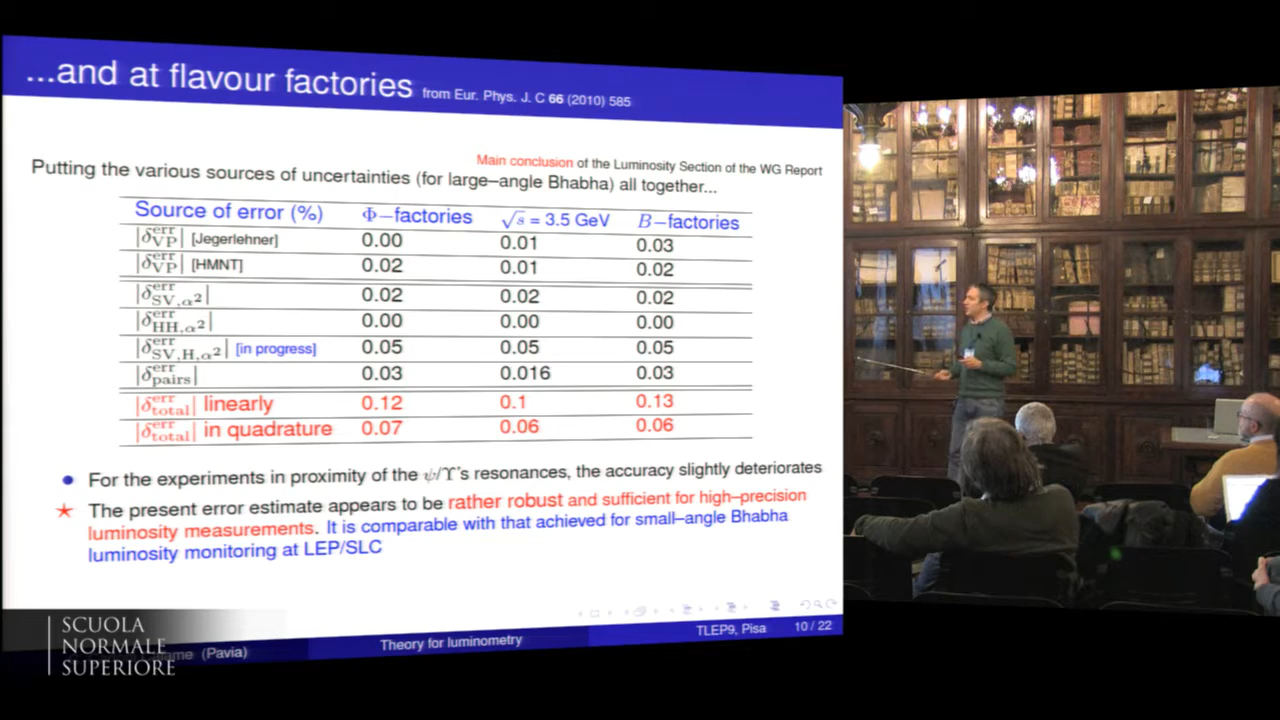 ...and at flavour factories from Eur. Phys. J. C 66 (2010) 585
Main conclusion of the Luminosity Section of the WG Report
Putting the various sources of uncertainties (for large–angle Bhabha) all together...
Source of error (%) Φ–factories √s = 3.5 GeV B–factories
|δ^err_VP| [Jegerlehner] 0.00 0.01 0.03
|δ^err_VP| [HMNT] 0.02 0.01 0.02
|δ^err_SV,α²| 0.02 0.02 0.02
|δ^err_HH,α²| 0.00 0.00 0.00
|δ^err_SV,H,α²| [in progress] 0.05 0.05 0.05
|δ^err_pairs| 0.03 0.016 0.03
|δ^err_total| linearly 0.12 0.1 0.13
|δ^err_total| in quadrature 0.07 0.06 0.06
• For the experiments in proximity of the ψ/Υ's resonances, the accuracy slightly deteriorates
★ The present error estimate appears to be rather robust and sufficient for high–precision
luminosity measurements. It is comparable with that achieved for small–angle Bhabha
luminosity monitoring at LEP/SLC
SCUOLA
NORMALE
SUPERIORE
(Pavia) Theory for luminometry TLEP9, Pisa 10 / 22